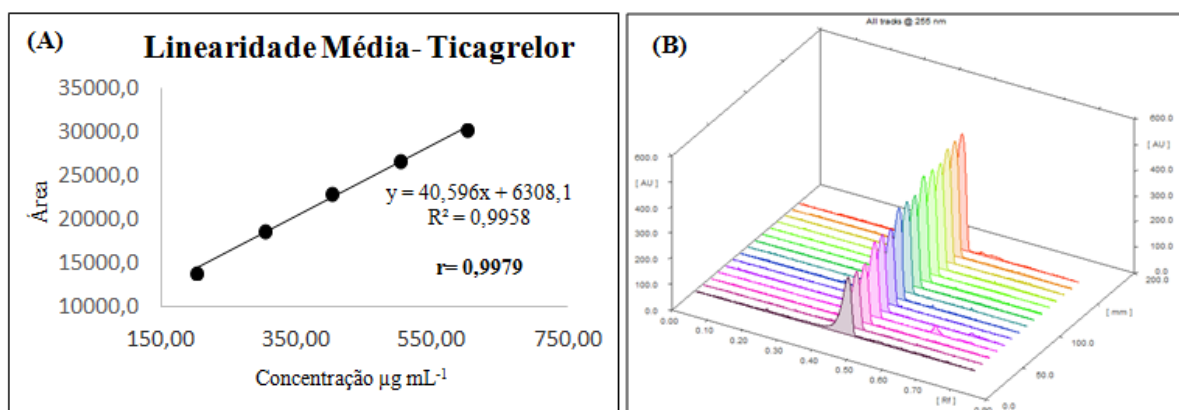 (A)
Linearidade Média- Ticagrelor
35000,0
30000,0
25000,0
20000,0
15000,0
10000,0
Área
y = 40,596x + 6308,1
R² = 0,9958
r= 0,9979
150,00 350,00 550,00 750,00
Concentração µg mL⁻¹
(B)
All tracks @ 255 nm
600.0
[ AU ]
400.0
300.0
200.0
100.0
0.0
600.0
[ AU ]
400.0
300.0
200.0
100.0
0.0
0.00
0.10
0.20
0.30
0.40
0.50
0.60
0.70
[ Rf ]
0.0
50.0
100.0
[ mm ]
200.0